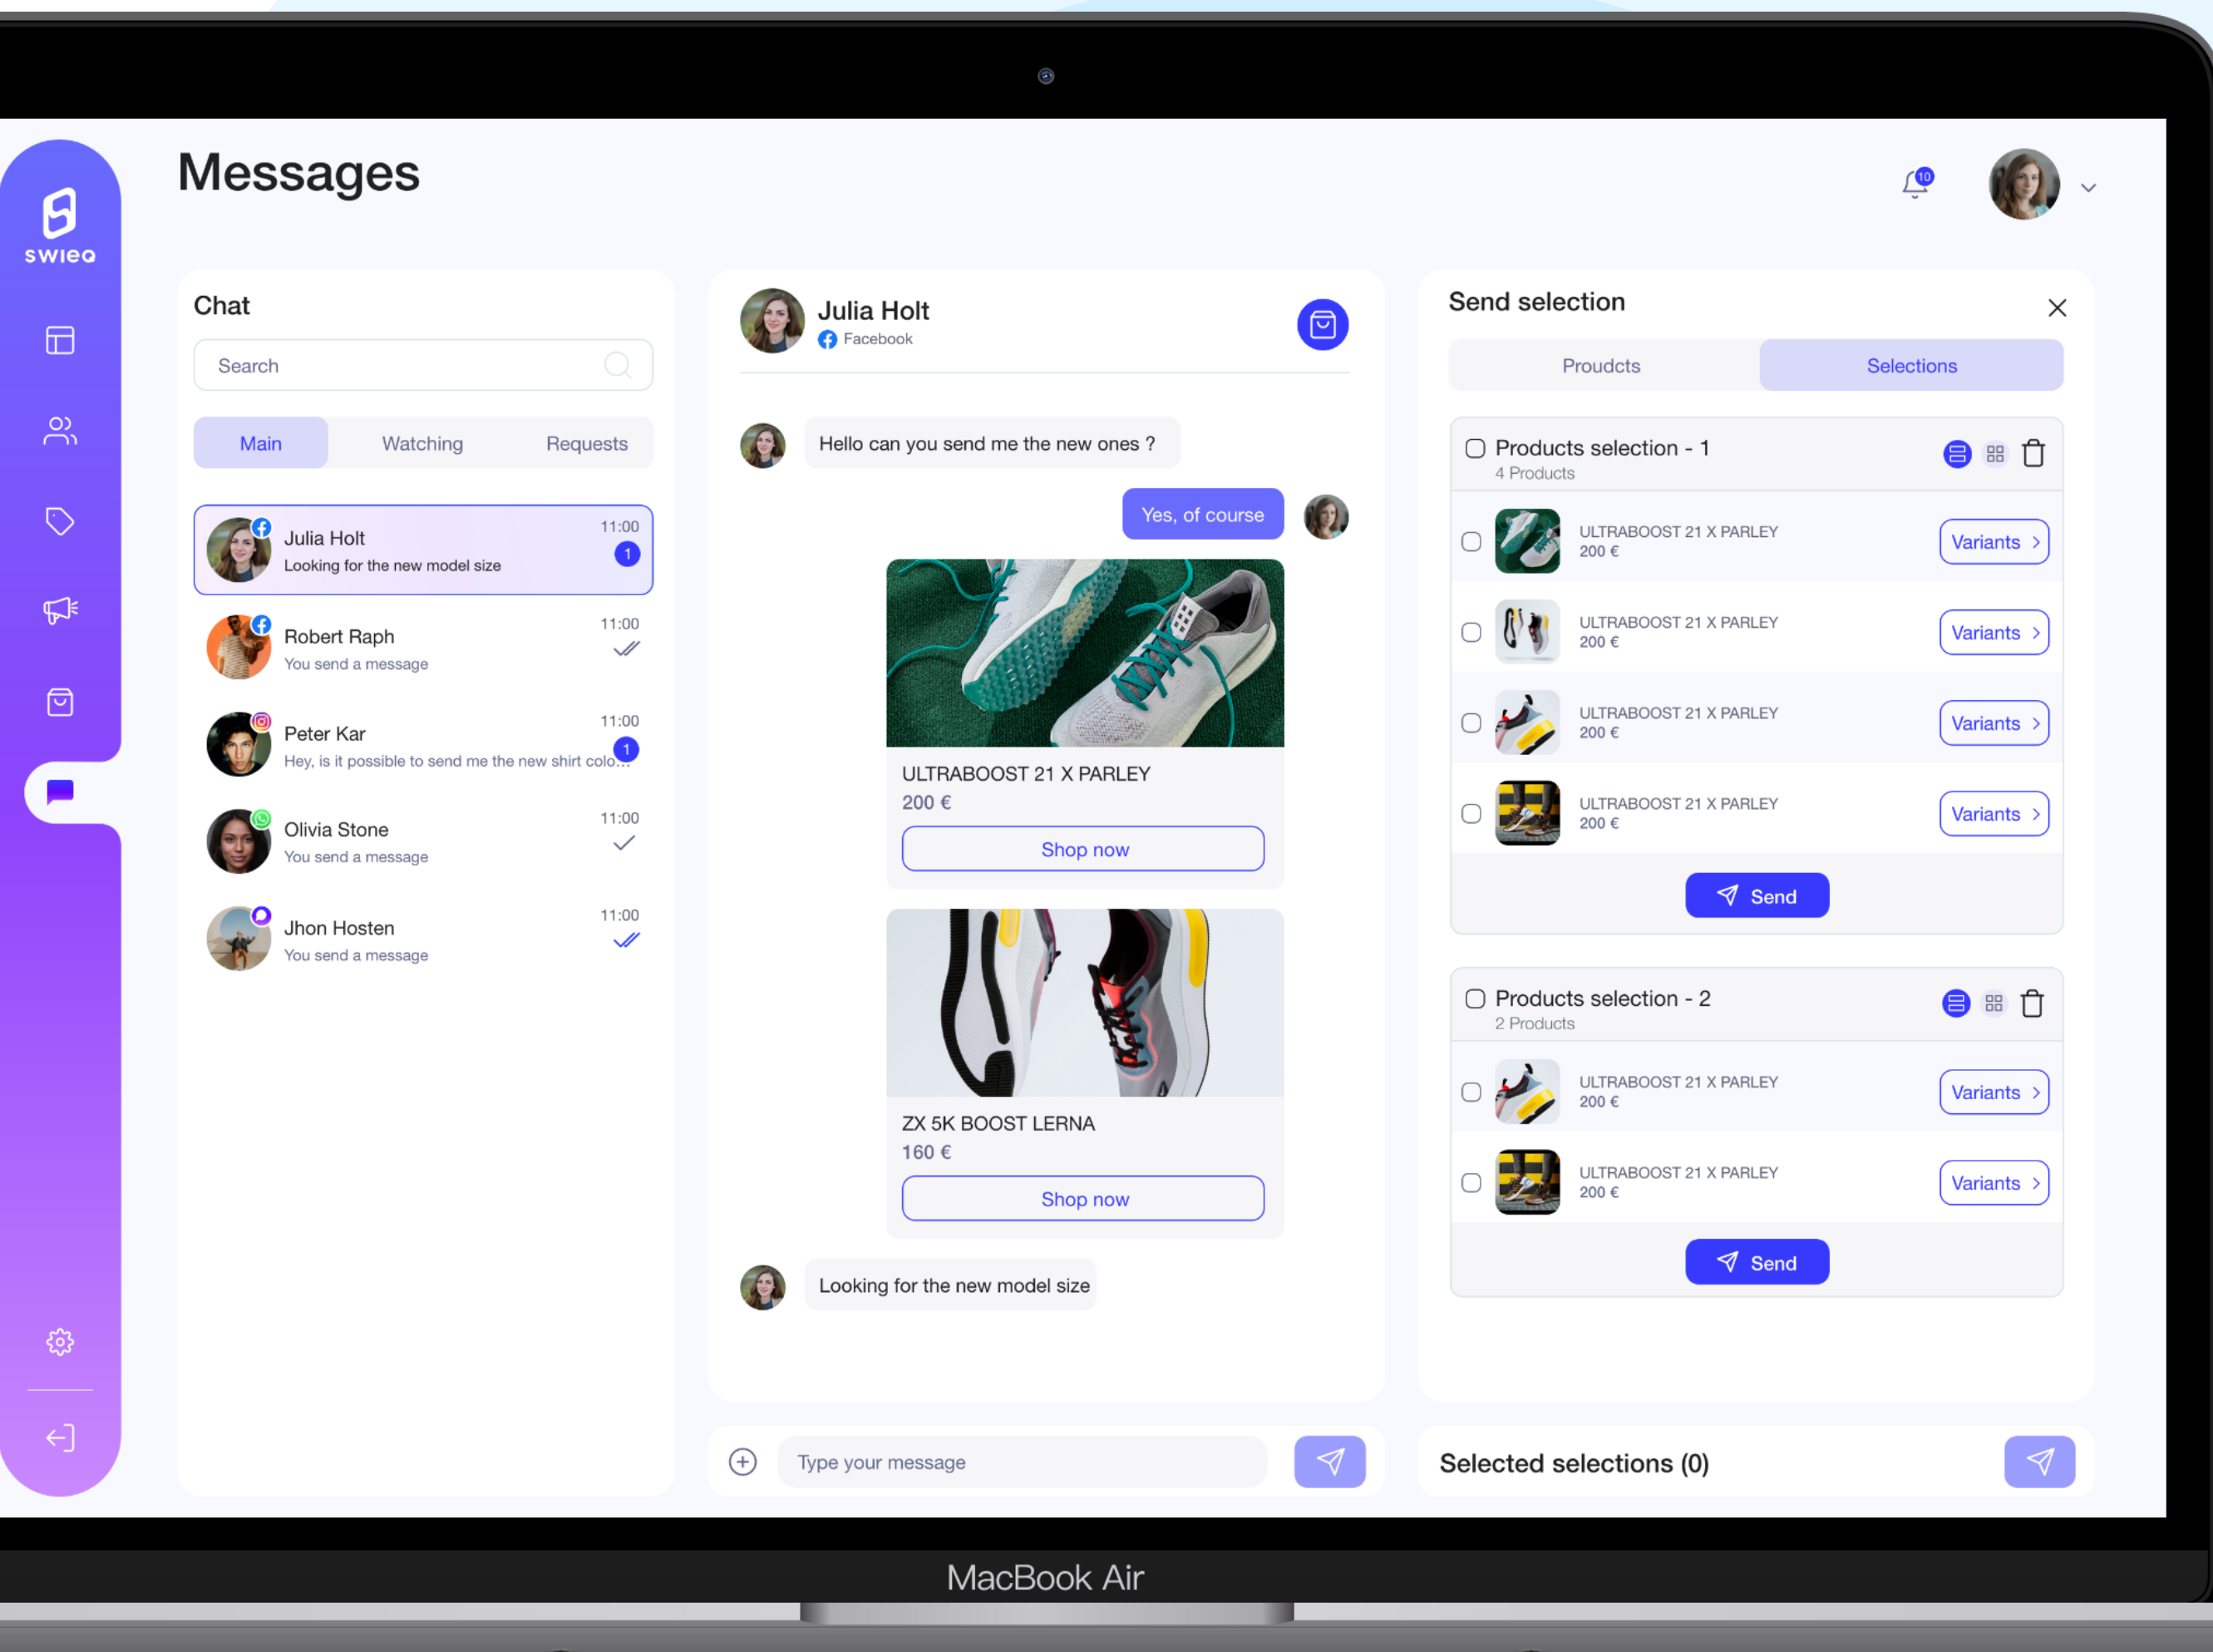 swieq
Messages
10
Chat
Search
Main
Watching
Requests
Julia Holt
11:00
Looking for the new model size
1
Robert Raph
11:00
You send a message
Peter Kar
11:00
Hey, is it possible to send me the new shirt colo...
1
Olivia Stone
11:00
You send a message
Jhon Hosten
11:00
You send a message
Julia Holt
Facebook
Hello can you send me the new ones ?
Yes, of course
ULTRABOOST 21 X PARLEY
200 €
Shop now
ZX 5K BOOST LERNA
160 €
Shop now
Looking for the new model size
Type your message
Send selection
Proudcts
Selections
Products selection - 1
4 Products
ULTRABOOST 21 X PARLEY
200 €
Variants
ULTRABOOST 21 X PARLEY
200 €
Variants
ULTRABOOST 21 X PARLEY
200 €
Variants
ULTRABOOST 21 X PARLEY
200 €
Variants
Send
Products selection - 2
2 Products
ULTRABOOST 21 X PARLEY
200 €
Variants
ULTRABOOST 21 X PARLEY
200 €
Variants
Send
Selected selections (0)
MacBook Air